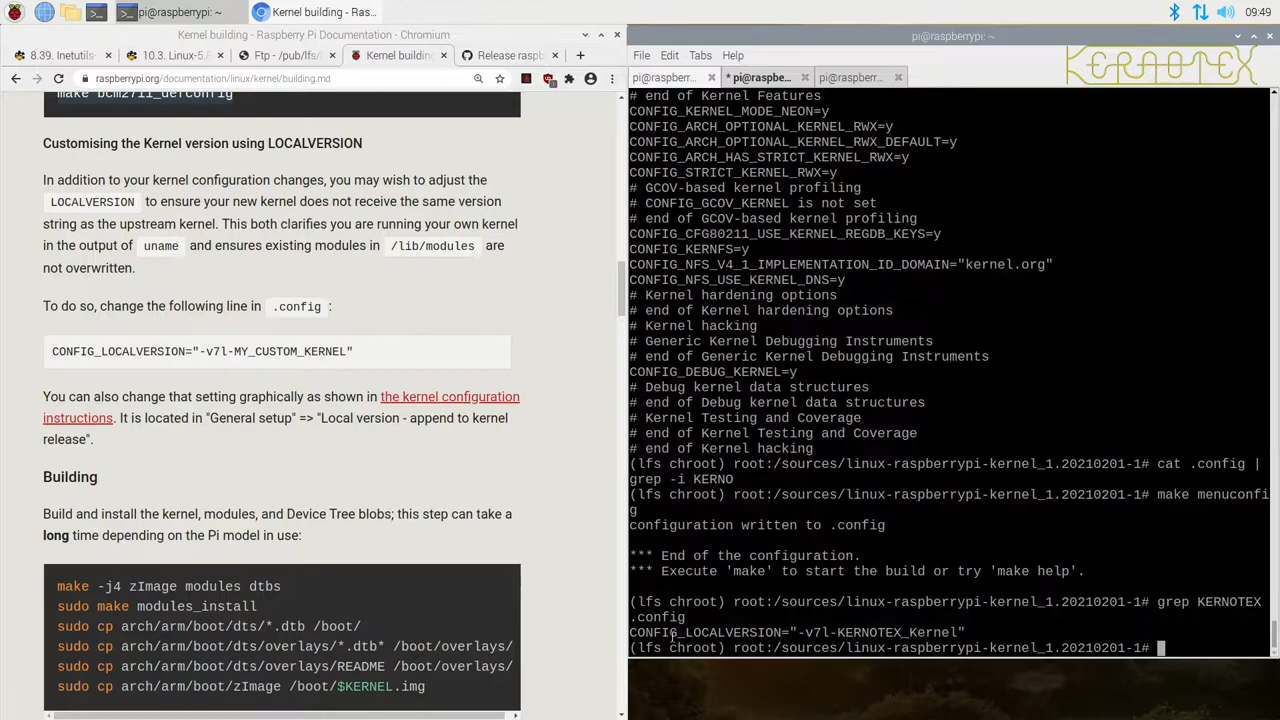 pi@raspberrypi: ~
Kernel building - Ras...
09:49
Kernel building - Raspberry Pi Documentation - Chromium
8.39. Inetutils-
10.3. Linux-5.
Ftp - /pub/lfs/
Kernel building
Release raspb
raspberrypi.org/documentation/linux/kernel/building.md
make bcm2711_defconfig
Customising the Kernel version using LOCALVERSION
In addition to your kernel configuration changes, you may wish to adjust the
LOCALVERSION to ensure your new kernel does not receive the same version
string as the upstream kernel. This both clarifies you are running your own kernel
in the output of uname and ensures existing modules in /lib/modules are
not overwritten.
To do so, change the following line in .config :
CONFIG_LOCALVERSION="-v7l-MY_CUSTOM_KERNEL"
You can also change that setting graphically as shown in the kernel configuration
instructions. It is located in "General setup" => "Local version - append to kernel
release".
Building
Build and install the kernel, modules, and Device Tree blobs; this step can take a
long time depending on the Pi model in use:
make -j4 zImage modules dtbs
sudo make modules_install
sudo cp arch/arm/boot/dts/*.dtb /boot/
sudo cp arch/arm/boot/dts/overlays/*.dtb* /boot/overlays/
sudo cp arch/arm/boot/dts/overlays/README /boot/overlays/
sudo cp arch/arm/boot/zImage /boot/$KERNEL.img
pi@raspberrypi: ~
File Edit Tabs Help
KERNOTEX
pi@raspberr...
* pi@raspbe...
pi@raspberr...
# end of Kernel Features
CONFIG_KERNEL_MODE_NEON=y
CONFIG_ARCH_OPTIONAL_KERNEL_RWX=y
CONFIG_ARCH_OPTIONAL_KERNEL_RWX_DEFAULT=y
CONFIG_ARCH_HAS_STRICT_KERNEL_RWX=y
CONFIG_STRICT_KERNEL_RWX=y
# GCOV-based kernel profiling
# CONFIG_GCOV_KERNEL is not set
# end of GCOV-based kernel profiling
CONFIG_CFG80211_USE_KERNEL_REGDB_KEYS=y
CONFIG_KERNFS=y
CONFIG_NFS_V4_1_IMPLEMENTATION_ID_DOMAIN="kernel.org"
CONFIG_NFS_USE_KERNEL_DNS=y
# Kernel hardening options
# end of Kernel hardening options
# Kernel hacking
# Generic Kernel Debugging Instruments
# end of Generic Kernel Debugging Instruments
CONFIG_DEBUG_KERNEL=y
# Debug kernel data structures
# end of Debug kernel data structures
# Kernel Testing and Coverage
# end of Kernel Testing and Coverage
# end of Kernel hacking
(lfs chroot) root:/sources/linux-raspberrypi-kernel_1.20210201-1# cat .config |
grep -i KERNO
(lfs chroot) root:/sources/linux-raspberrypi-kernel_1.20210201-1# make menuconfi
g
configuration written to .config
*** End of the configuration.
*** Execute 'make' to start the build or try 'make help'.
(lfs chroot) root:/sources/linux-raspberrypi-kernel_1.20210201-1# grep KERNOTEX
.config
CONFIG_LOCALVERSION="-v7l-KERNOTEX_Kernel"
(lfs chroot) root:/sources/linux-raspberrypi-kernel_1.20210201-1#